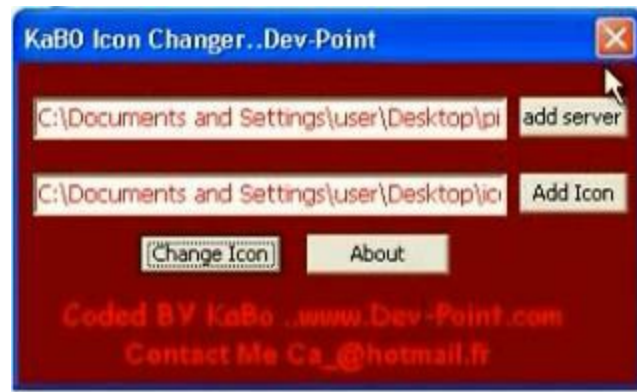 KaB0 Icon Changer..Dev-Point
C:\Documents and Settings\user\Desktop\pi
add server
C:\Documents and Settings\user\Desktop\ic
Add Icon
Change Icon
About
Coded BY KaBo ..www.Dev-Point.com
Contact Me Ca_@hotmail.fr